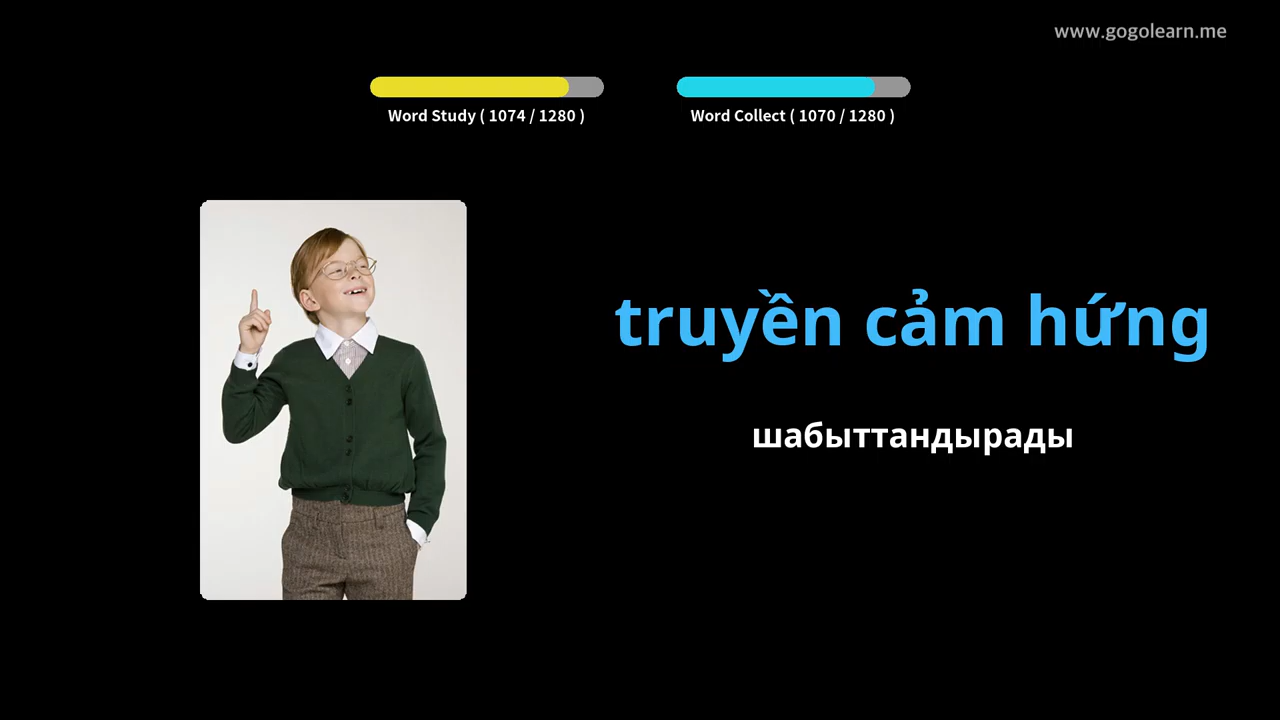 www.gogolearn.me
Word Study ( 1074 / 1280 )
Word Collect ( 1070 / 1280 )
truyền cảm hứng
шабыттандырады